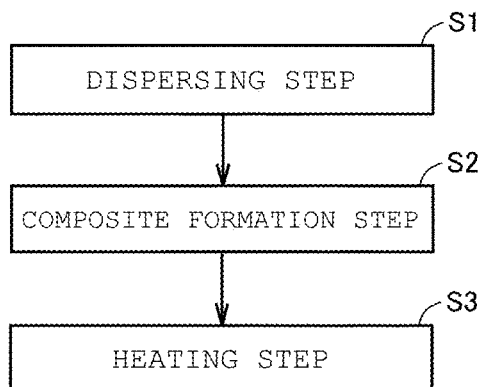 S1
DISPERSING STEP
S2
COMPOSITE FORMATION STEP
S3
HEATING STEP